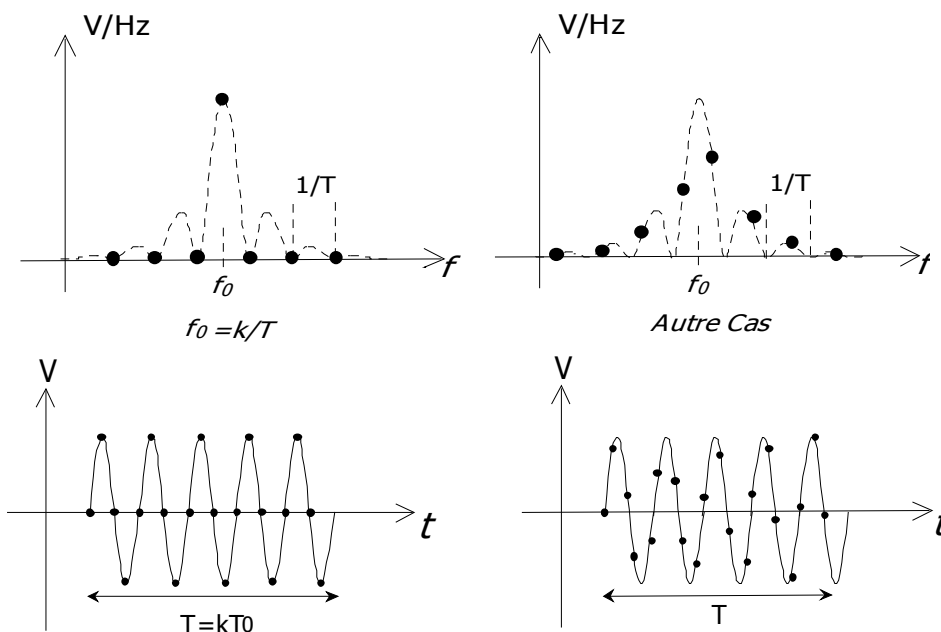 V/Hz
1/T
f
f0
f0 =k/T
V/Hz
1/T
f
f0
Autre Cas
V
t
T=kT0
V
t
T